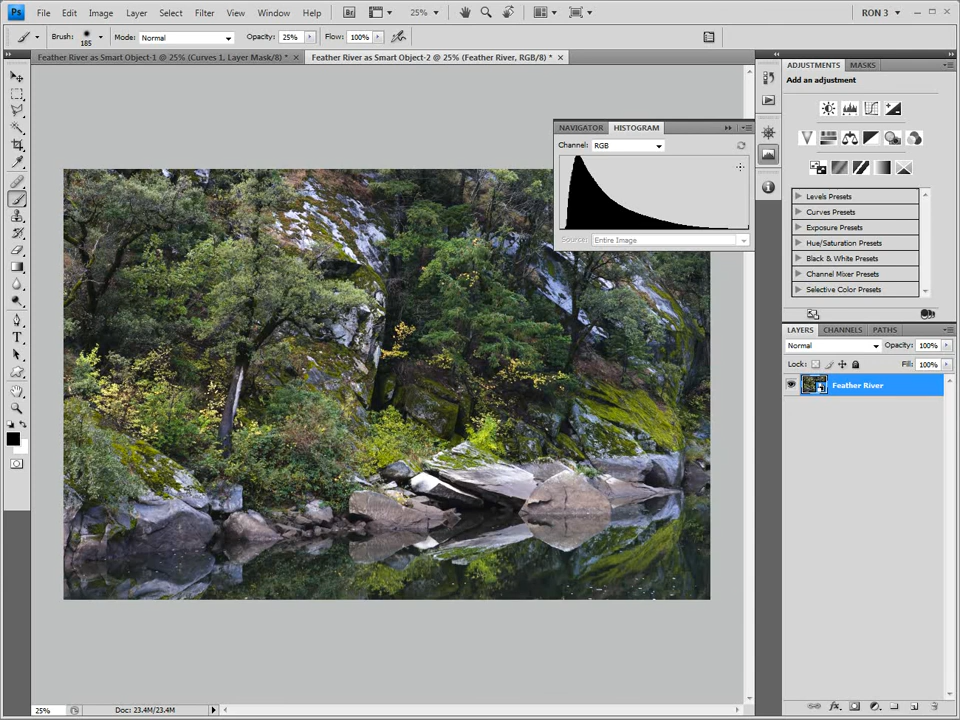 Ps File Edit Image Layer Select Filter View Window Help Br 25% RON 3
Brush: 185 Mode: Normal Opacity: 25% Flow: 100%
Feather River as Smart Object-1 @ 25% (Curves 1, Layer Mask/8) * × Feather River as Smart Object-2 @ 25% (Feather River, RGB/8) * ×
ADJUSTMENTS MASKS
Add an adjustment
NAVIGATOR HISTOGRAM
Channel: RGB
Source: Entire Image
Levels Presets
Curves Presets
Exposure Presets
Hue/Saturation Presets
Black & White Presets
Channel Mixer Presets
Selective Color Presets
LAYERS CHANNELS PATHS
Normal Opacity: 100%
Lock: Fill: 100%
Feather River
T
fx
25% Doc: 23.4M/23.4M